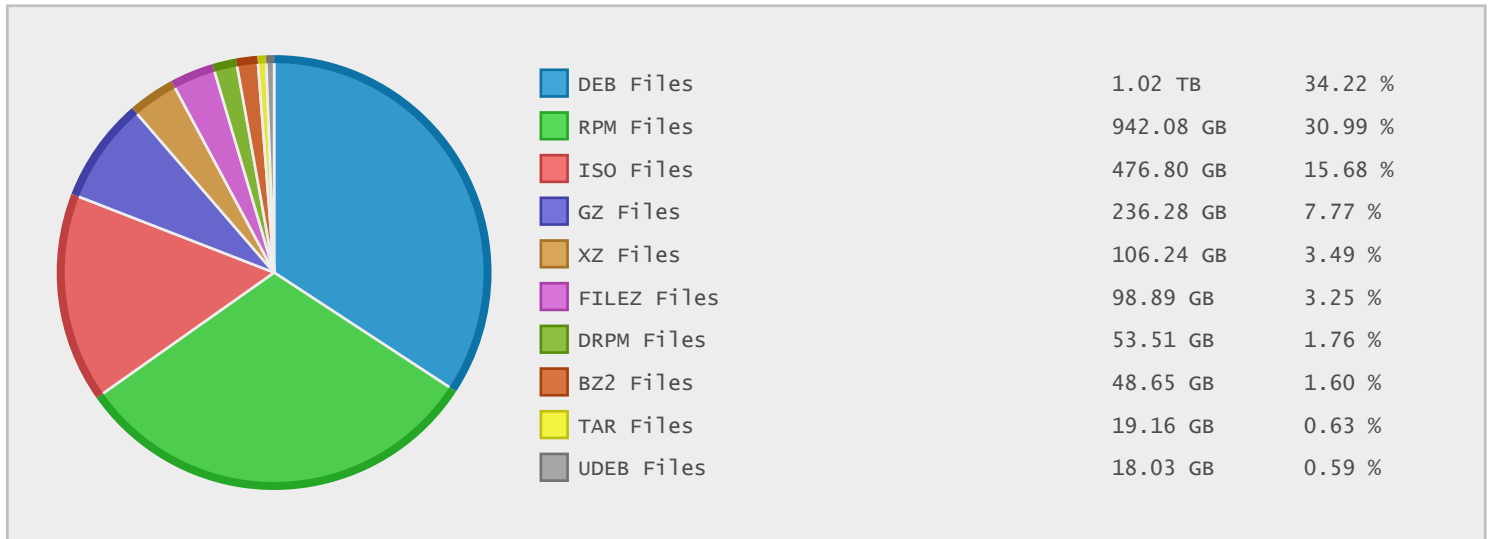 DEB Files 1.02 TB 34.22 %
RPM Files 942.08 GB 30.99 %
ISO Files 476.80 GB 15.68 %
GZ Files 236.28 GB 7.77 %
XZ Files 106.24 GB 3.49 %
FILEZ Files 98.89 GB 3.25 %
DRPM Files 53.51 GB 1.76 %
BZ2 Files 48.65 GB 1.60 %
TAR Files 19.16 GB 0.63 %
UDEB Files 18.03 GB 0.59 %